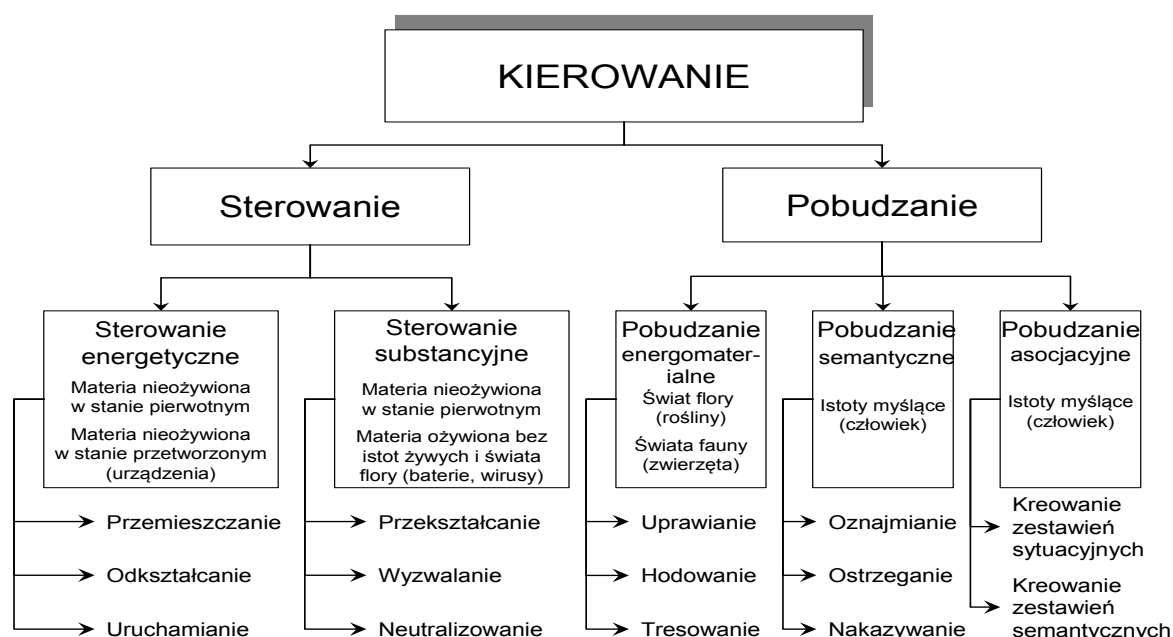 KIEROWANIE
Sterowanie
Pobudzanie
Sterowanie
energetyczne
Materia nieożywiona
w stanie pierwotnym
Materia nieożywiona
w stanie przetworzonym
(urządzenia)
Sterowanie
substancyjne
Materia nieożywiona
w stanie pierwotnym
Materia ożywiona bez
istot żywych i świata
flory (baterie, wirusy)
Pobudzanie
energomater-
ialne
Świat flory
(rośliny)
Świata fauny
(zwierzęta)
Pobudzanie
semantyczne
Istoty myślące
(człowiek)
Pobudzanie
asocjacyjne
Istoty myślące
(człowiek)
Przemieszczanie
Odkształcanie
Uruchamianie
Przekształcanie
Wyzwalanie
Neutralizowanie
Uprawianie
Hodowanie
Tresowanie
Oznajmianie
Ostrzeganie
Nakazywanie
Kreowanie
zestawień
sytuacyjnych
Kreowanie
zestawień
semantycznych